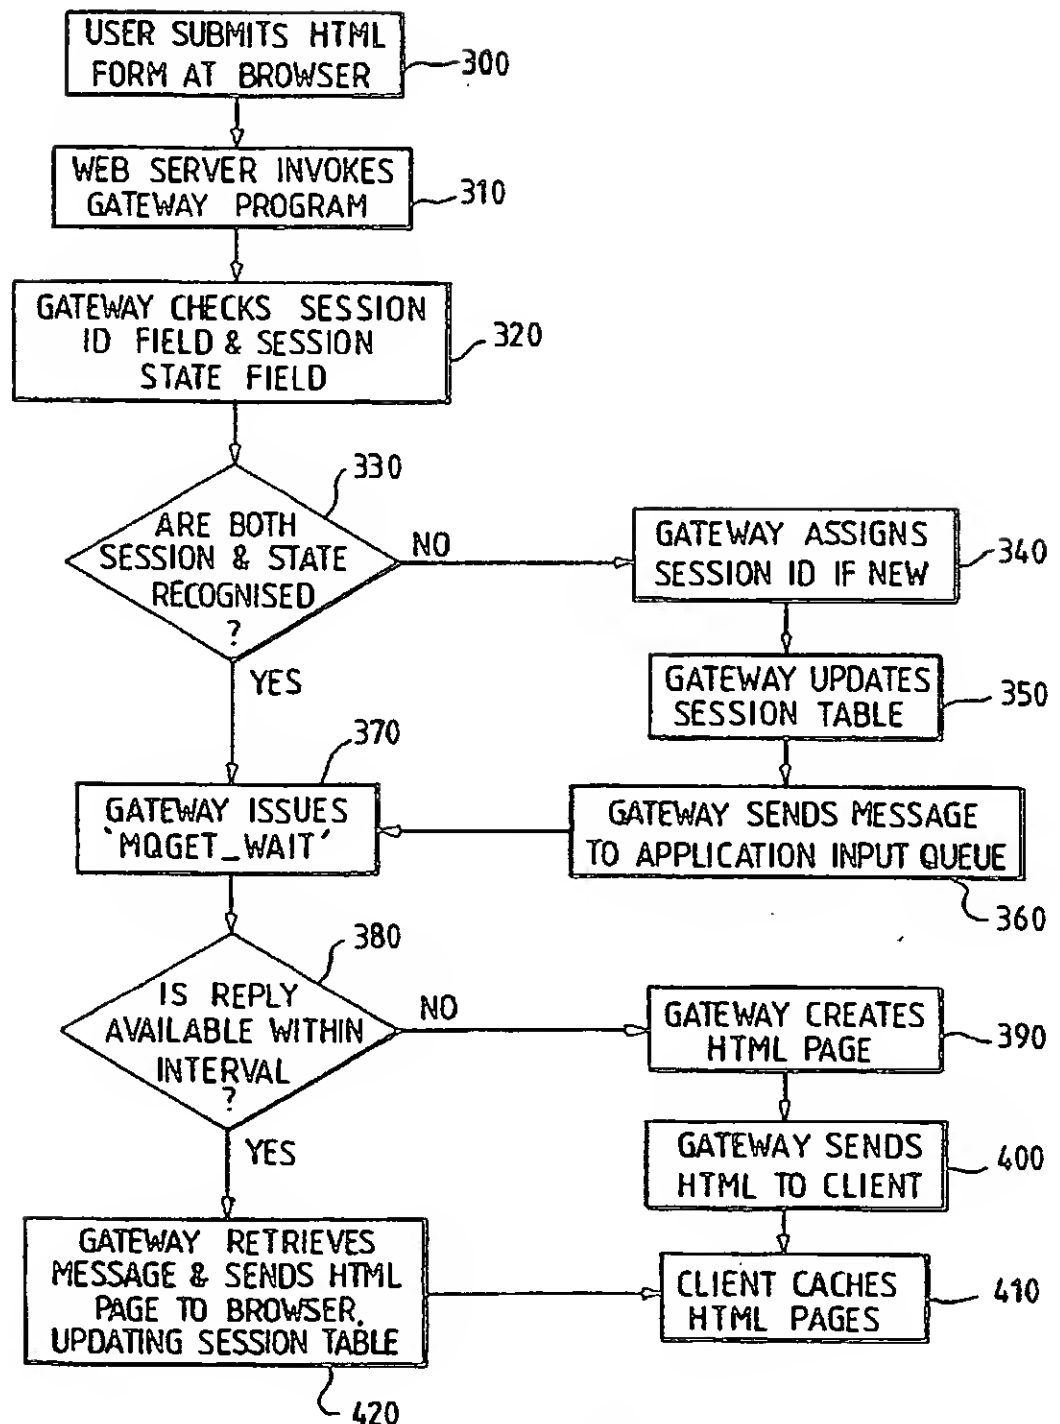 USER SUBMITS HTML
FORM AT BROWSER
300
WEB SERVER INVOKES
GATEWAY PROGRAM
310
GATEWAY CHECKS SESSION
ID FIELD & SESSION
STATE FIELD
320
330
ARE BOTH
SESSION & STATE
RECOGNISED
?
NO
YES
GATEWAY ASSIGNS
SESSION ID IF NEW
340
GATEWAY UPDATES
SESSION TABLE
350
GATEWAY SENDS MESSAGE
TO APPLICATION INPUT QUEUE
360
370
GATEWAY ISSUES
'MQGET_WAIT'
380
IS REPLY
AVAILABLE WITHIN
INTERVAL
?
NO
YES
GATEWAY CREATES
HTML PAGE
390
GATEWAY SENDS
HTML TO CLIENT
400
CLIENT CACHES
HTML PAGES
410
GATEWAY RETRIEVES
MESSAGE & SENDS HTML
PAGE TO BROWSER.
UPDATING SESSION TABLE
420